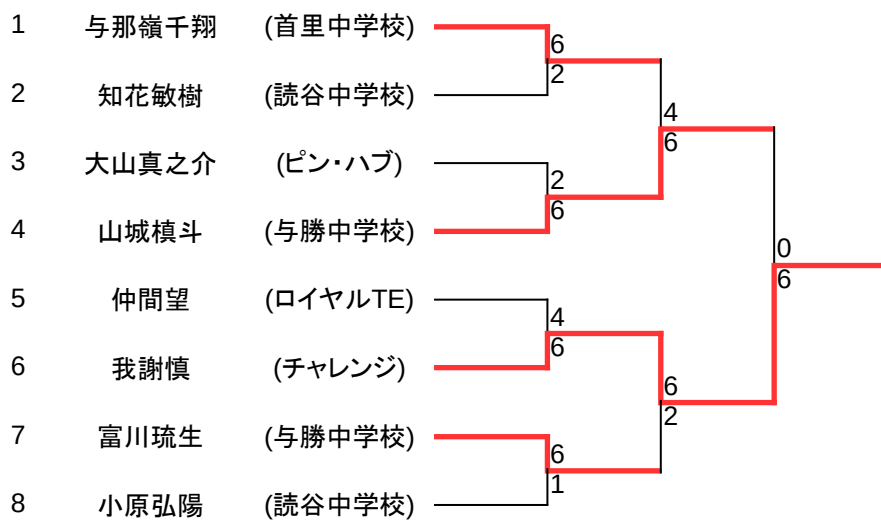 1 与那嶺千翔 (首里中学校)
6
2
2 知花敏樹 (読谷中学校)
4
6
3 大山真之介 (ピン・ハブ)
2
6
4 山城槙斗 (与勝中学校)
0
6
5 仲間望 (ロイヤルTE)
4
6
6 我謝慎 (チャレンジ)
6
2
7 富川琉生 (与勝中学校)
6
1
8 小原弘陽 (読谷中学校)